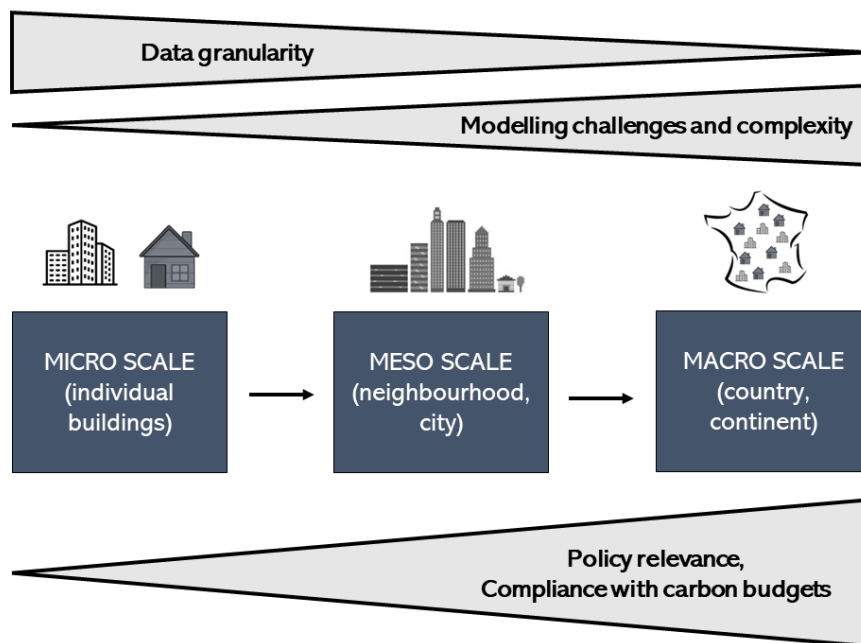 Data granularity
Modelling challenges and complexity
MICRO SCALE
(individual
buildings)
MESO SCALE
(neighbourhood,
city)
MACRO SCALE
(country,
continent)
Policy relevance,
Compliance with carbon budgets